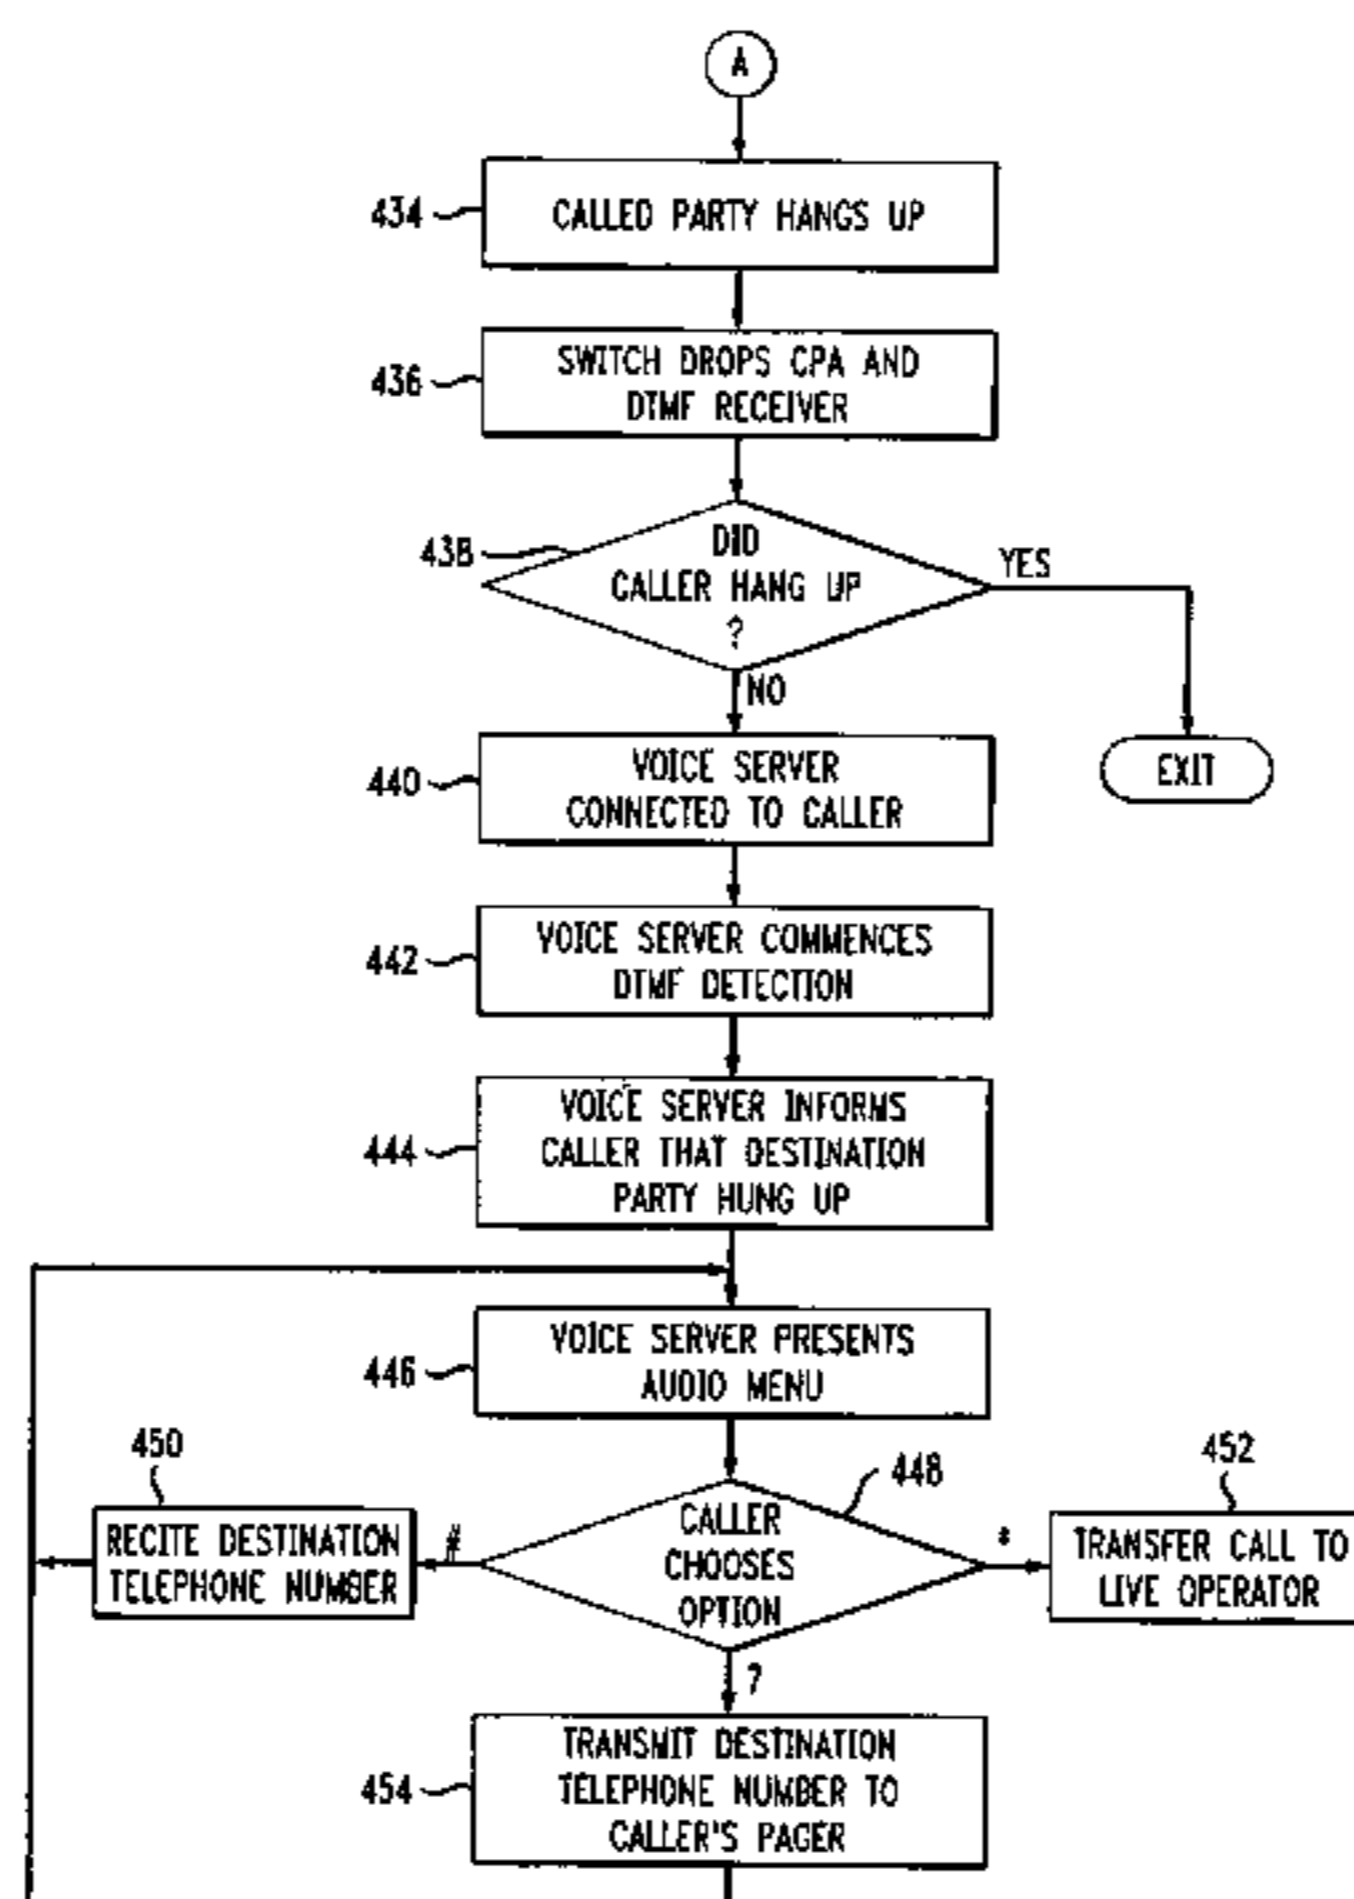 A
434
CALLED PARTY HANGS UP
436
SWITCH DROPS CPA AND
DTMF RECEIVER
438
DID
CALLER HANG UP
?
YES
NO
EXIT
440
VOICE SERVER
CONNECTED TO CALLER
442
VOICE SERVER COMMENCES
DTMF DETECTION
444
VOICE SERVER INFORMS
CALLER THAT DESTINATION
PARTY HUNG UP
446
VOICE SERVER PRESENTS
AUDIO MENU
450
RECITE DESTINATION
TELEPHONE NUMBER
#
448
CALLER
CHOOSES
OPTION
*
452
TRANSFER CALL TO
LIVE OPERATOR
7
454
TRANSMIT DESTINATION
TELEPHONE NUMBER TO
CALLER'S PAGER